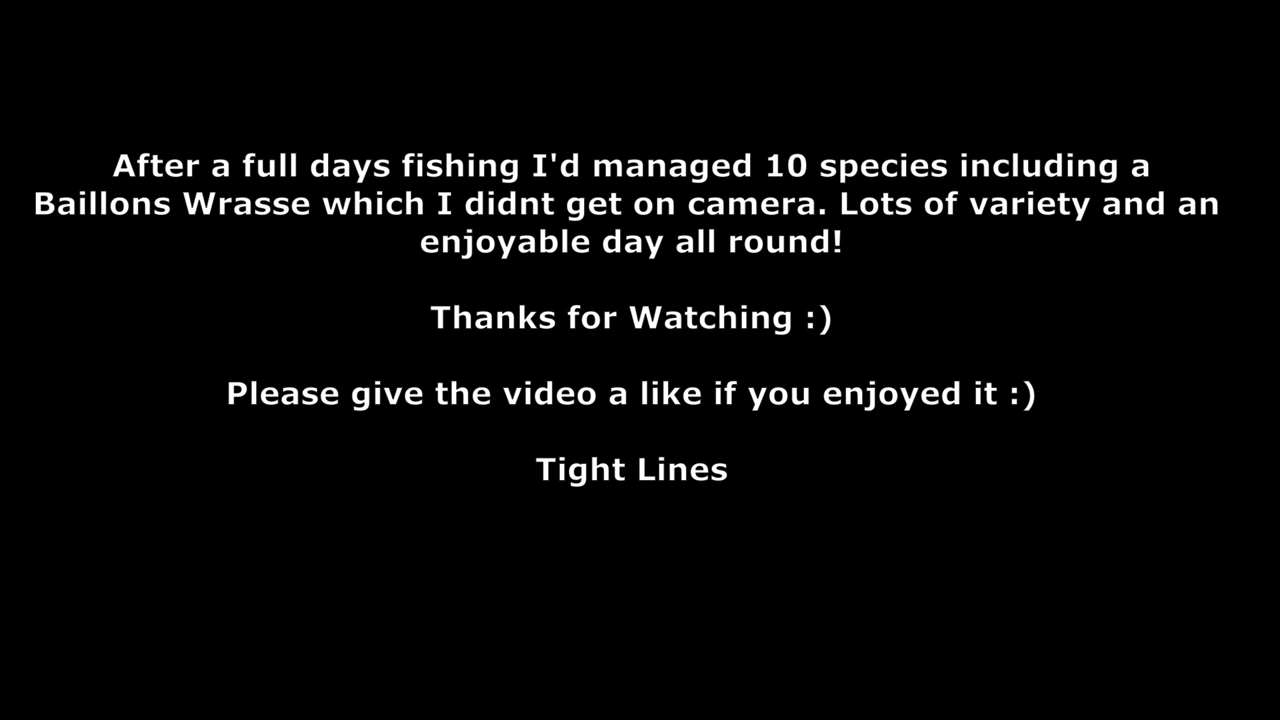 After a full days fishing I'd managed 10 species including a
Baillons Wrasse which I didnt get on camera. Lots of variety and an
enjoyable day all round!
Thanks for Watching :)
Please give the video a like if you enjoyed it :)
Tight Lines